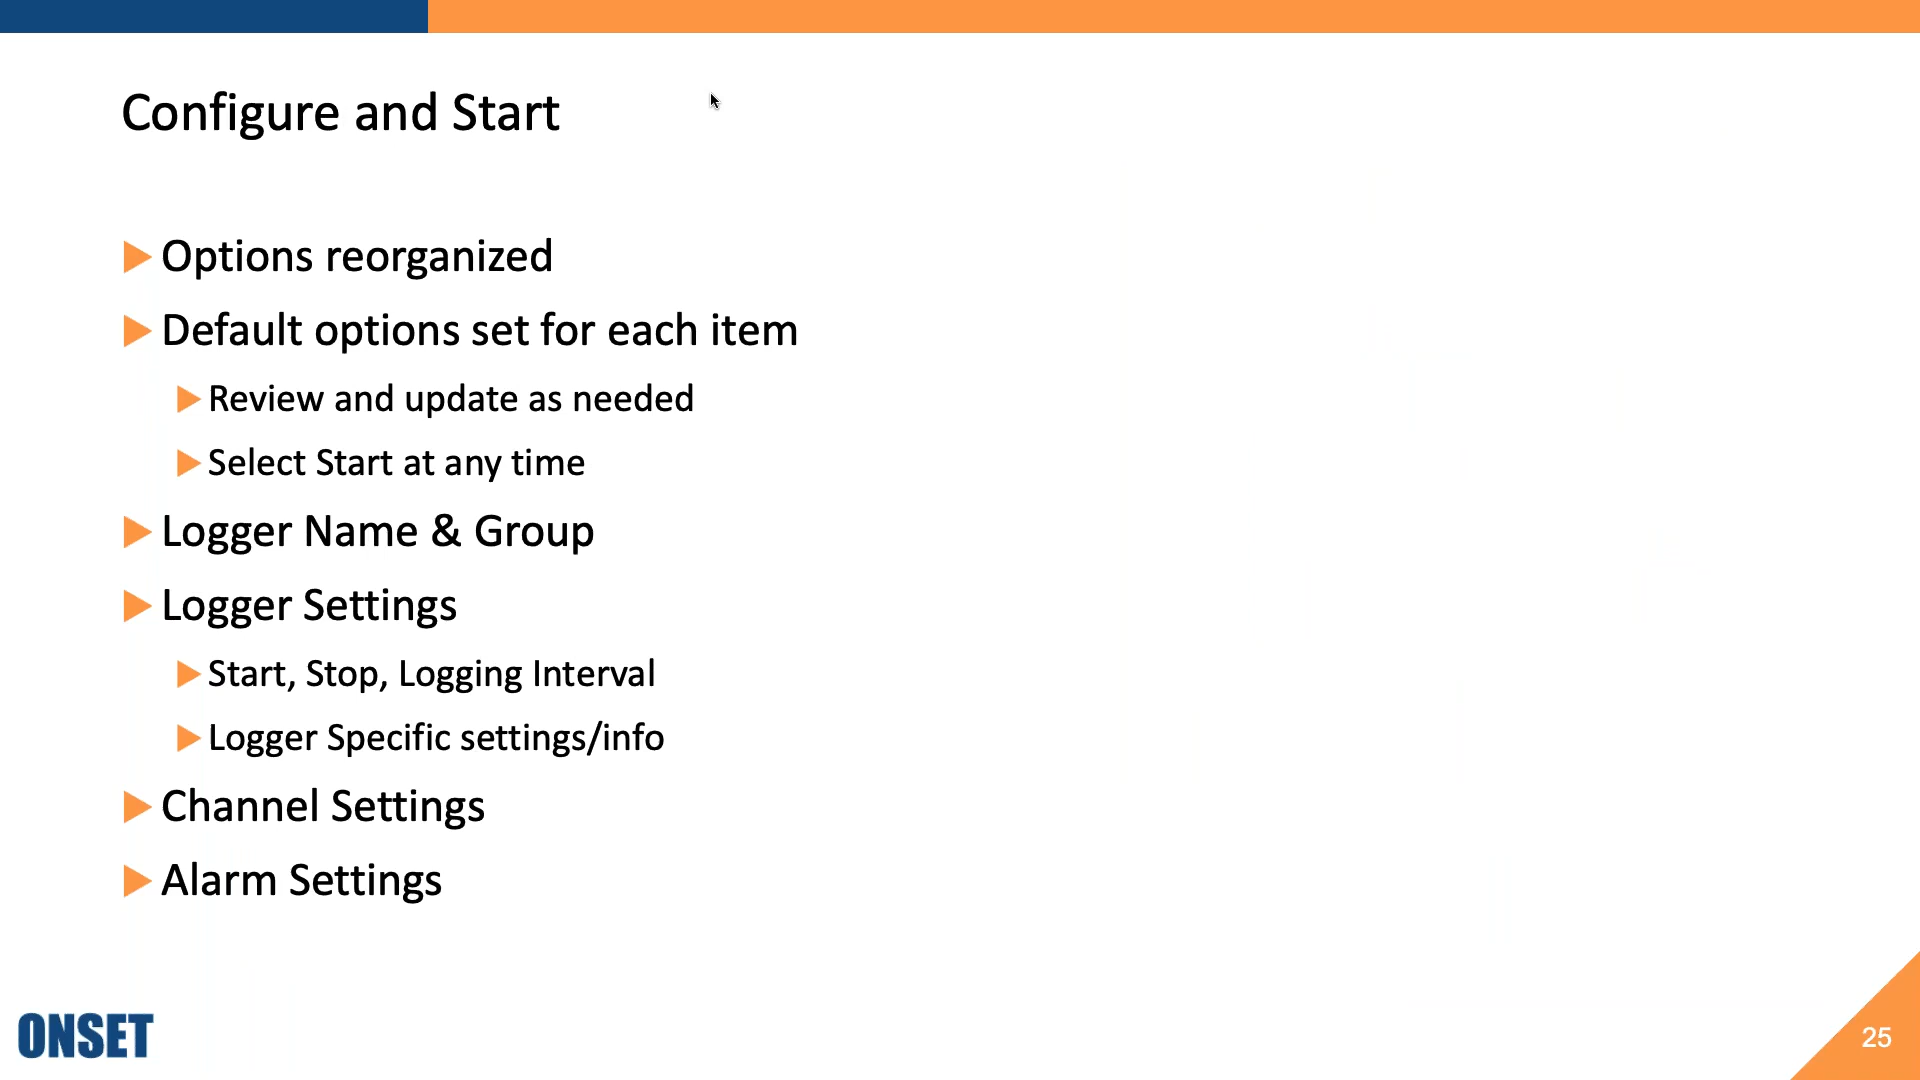 Configure and Start
Options reorganized
Default options set for each item
Review and update as needed
Select Start at any time
Logger Name & Group
Logger Settings
Start, Stop, Logging Interval
Logger Specific settings/info
Channel Settings
Alarm Settings
ONSET
25